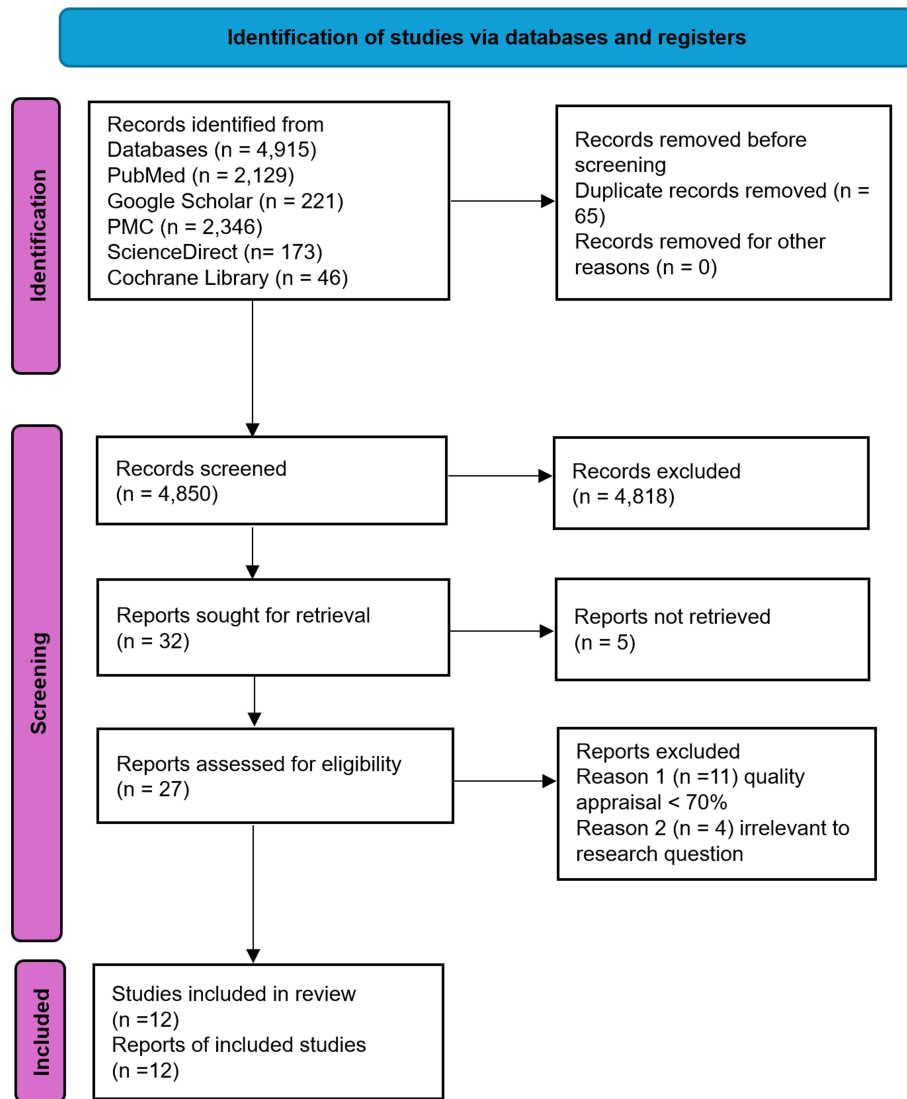 Identification of studies via databases and registers
Identification
Records identified from
Databases (n = 4,915)
PubMed (n = 2,129)
Google Scholar (n = 221)
PMC (n = 2,346)
ScienceDirect (n= 173)
Cochrane Library (n = 46)
Records removed before
screening
Duplicate records removed (n =
65)
Records removed for other
reasons (n = 0)
Screening
Records screened
(n = 4,850)
Records excluded
(n = 4,818)
Reports sought for retrieval
(n = 32)
Reports not retrieved
(n = 5)
Reports assessed for eligibility
(n = 27)
Reports excluded
Reason 1 (n =11) quality
appraisal < 70%
Reason 2 (n = 4) irrelevant to
research question
Included
Studies included in review
(n =12)
Reports of included studies
(n =12)